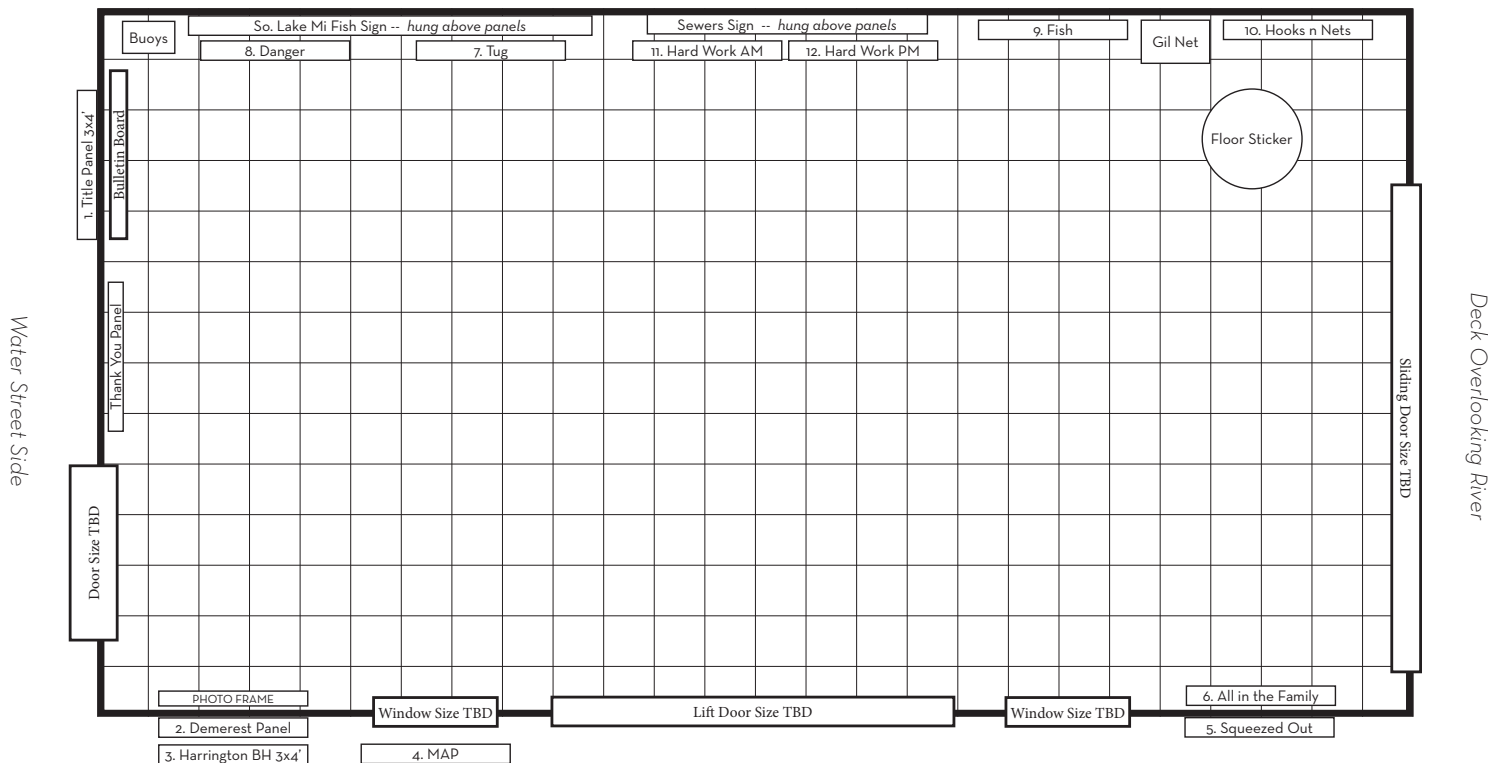 So. Lake Mi Fish Sign -- hung above panels
Sewers Sign -- hung above panels
Buoys
8. Danger
7. Tug
11. Hard Work AM
12. Hard Work PM
9. Fish
Gil Net
10. Hooks n Nets
1. Title Panel 3x4'
Bulletin Board
Floor Sticker
Thank You Panel
Water Street Side
Deck Overlooking River
Sliding Door Size TBD
Door Size TBD
PHOTO FRAME
2. Demerest Panel
3. Harrington BH 3x4'
Window Size TBD
4. MAP
Lift Door Size TBD
Window Size TBD
6. All in the Family
5. Squeezed Out